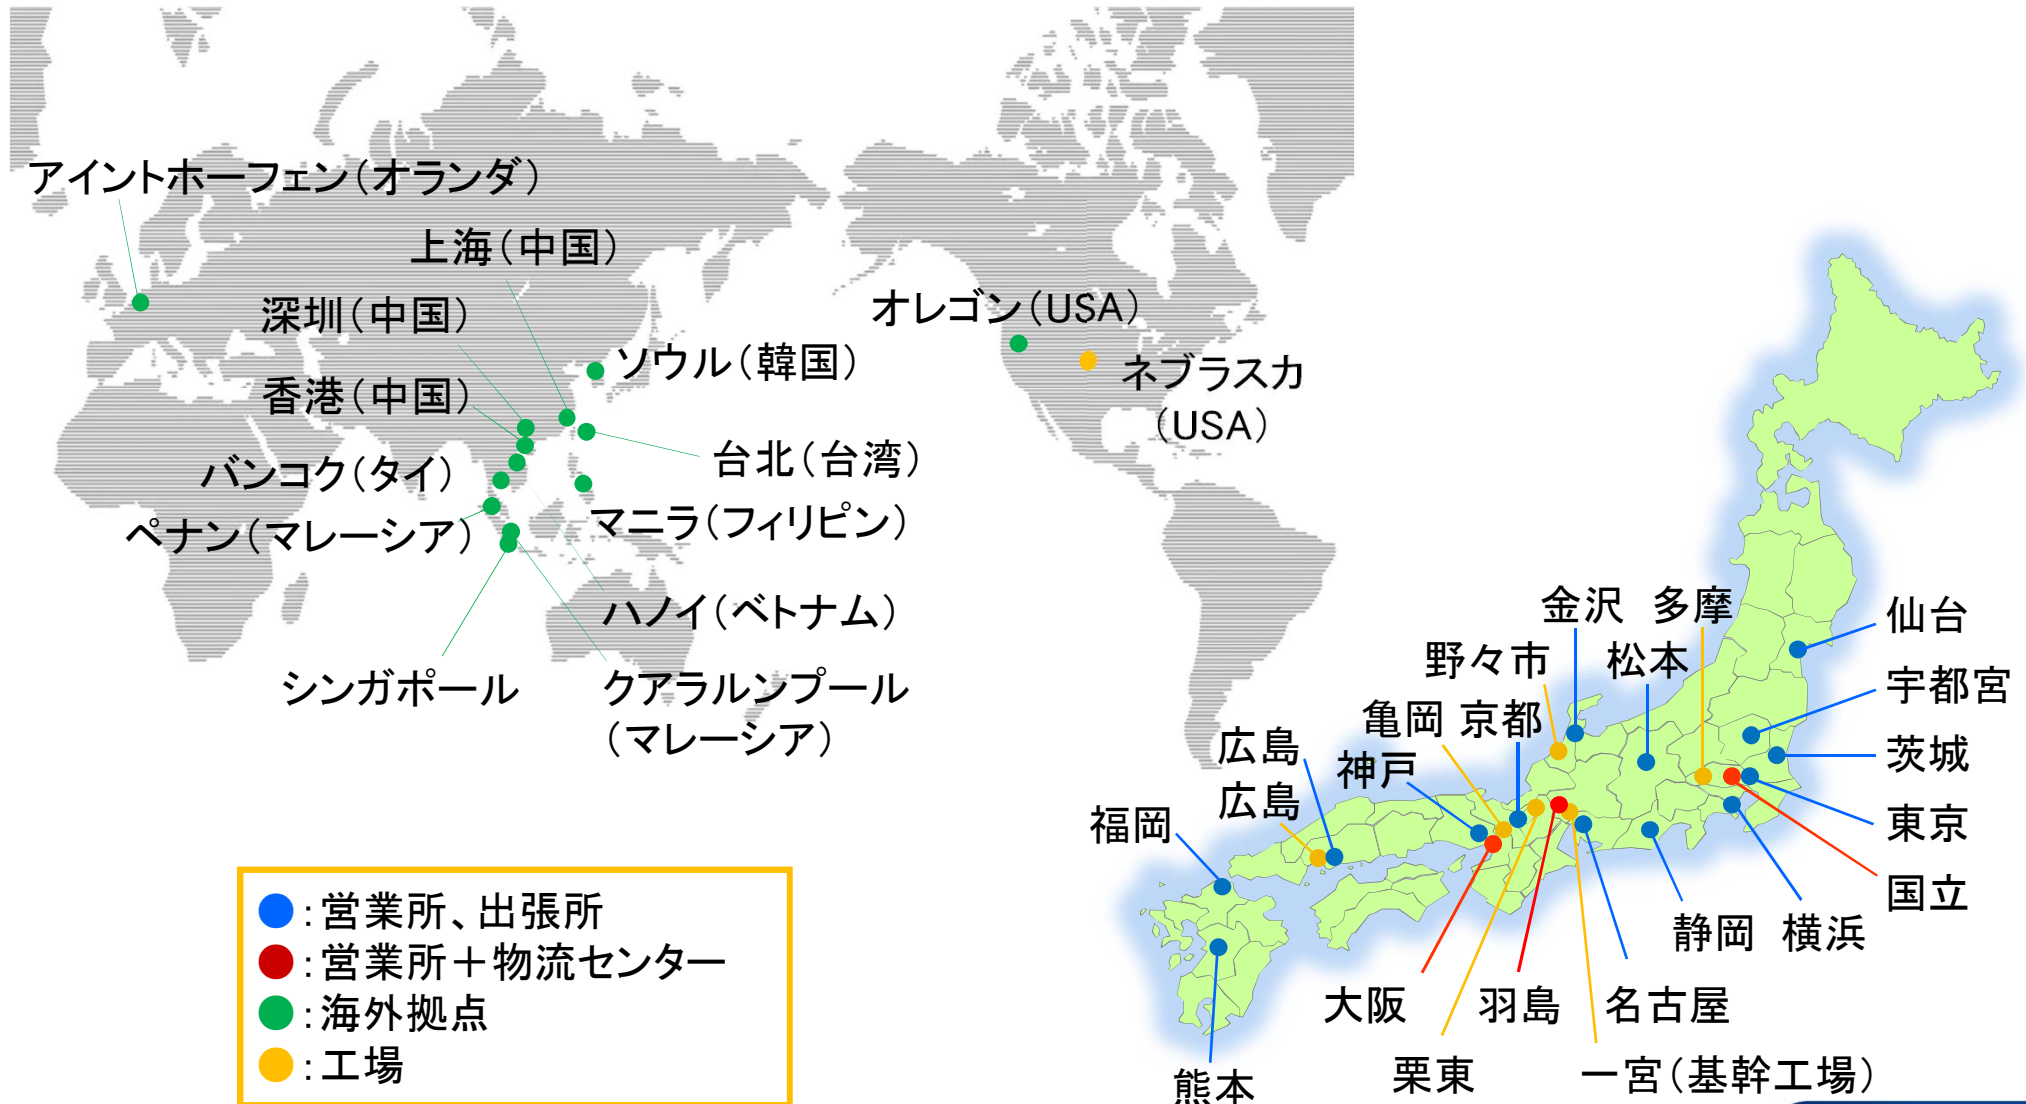 アイントホーフェン(オランダ)
上海(中国)
深圳(中国)
オレゴン(USA)
ソウル(韓国)
ネブラスカ
(USA)
香港(中国)
台北(台湾)
バンコク(タイ)
マニラ(フィリピン)
ペナン(マレーシア)
ハノイ(ベトナム)
シンガポール
クアラルンプール
(マレーシア)
金沢 多摩
仙台
野々市 松本
宇都宮
亀岡 京都
広島
神戸
茨城
広島
福岡
東京
国立
静岡 横浜
大阪 羽島 名古屋
栗東 一宮(基幹工場)
熊本
:営業所、出張所
:営業所+物流センター
:海外拠点
:工場